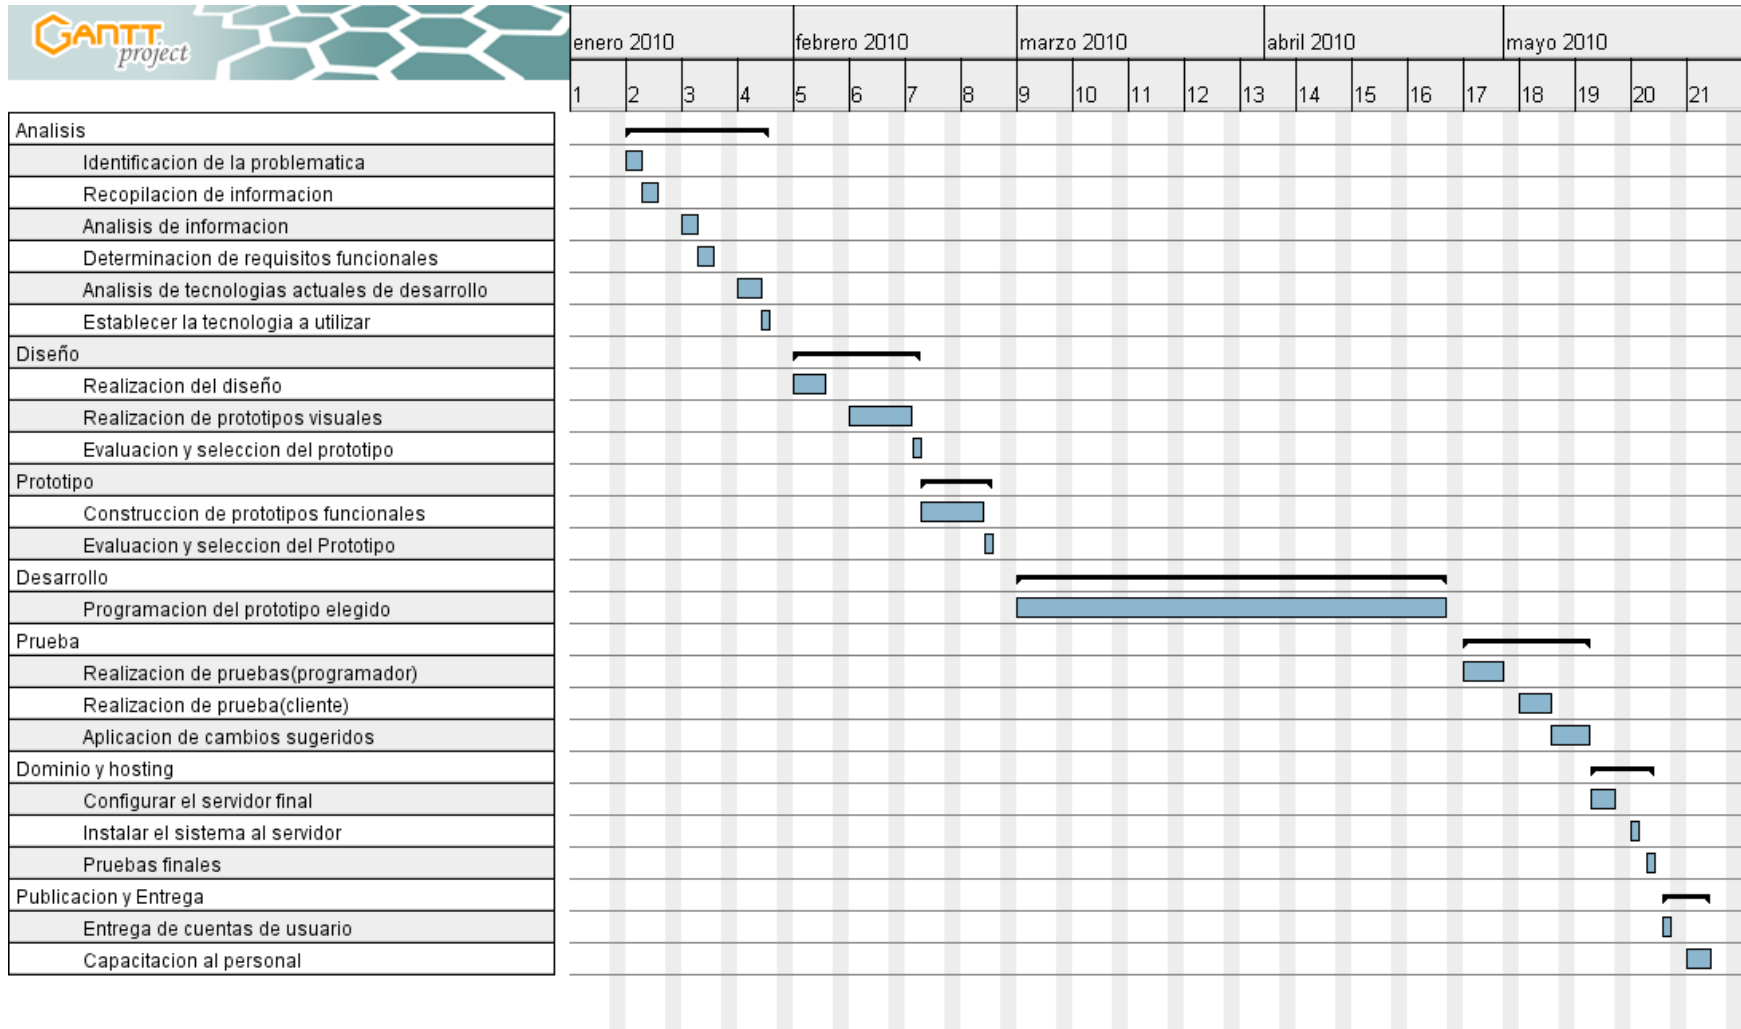 GANTT
project
enero 2010 febrero 2010 marzo 2010 abril 2010 mayo 2010
1 2 3 4 5 6 7 8 9 10 11 12 13 14 15 16 17 18 19 20 21
Analisis
Identificacion de la problematica
Recopilacion de informacion
Analisis de informacion
Determinacion de requisitos funcionales
Analisis de tecnologias actuales de desarrollo
Establecer la tecnologia a utilizar
Diseño
Realizacion del diseño
Realizacion de prototipos visuales
Evaluacion y seleccion del prototipo
Prototipo
Construccion de prototipos funcionales
Evaluacion y seleccion del Prototipo
Desarrollo
Programacion del prototipo elegido
Prueba
Realizacion de pruebas(programador)
Realizacion de prueba(cliente)
Aplicacion de cambios sugeridos
Dominio y hosting
Configurar el servidor final
Instalar el sistema al servidor
Pruebas finales
Publicacion y Entrega
Entrega de cuentas de usuario
Capacitacion al personal